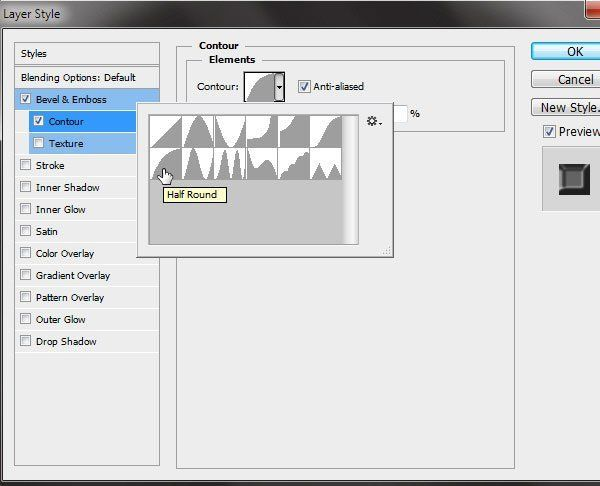 Layer Style
Styles
Blending Options: Default
Bevel & Emboss
Contour
Texture
Stroke
Inner Shadow
Inner Glow
Satin
Color Overlay
Gradient Overlay
Pattern Overlay
Outer Glow
Drop Shadow
Contour
Elements
Contour:
Anti-aliased
%
Half Round
OK
Cancel
New Style..
Preview